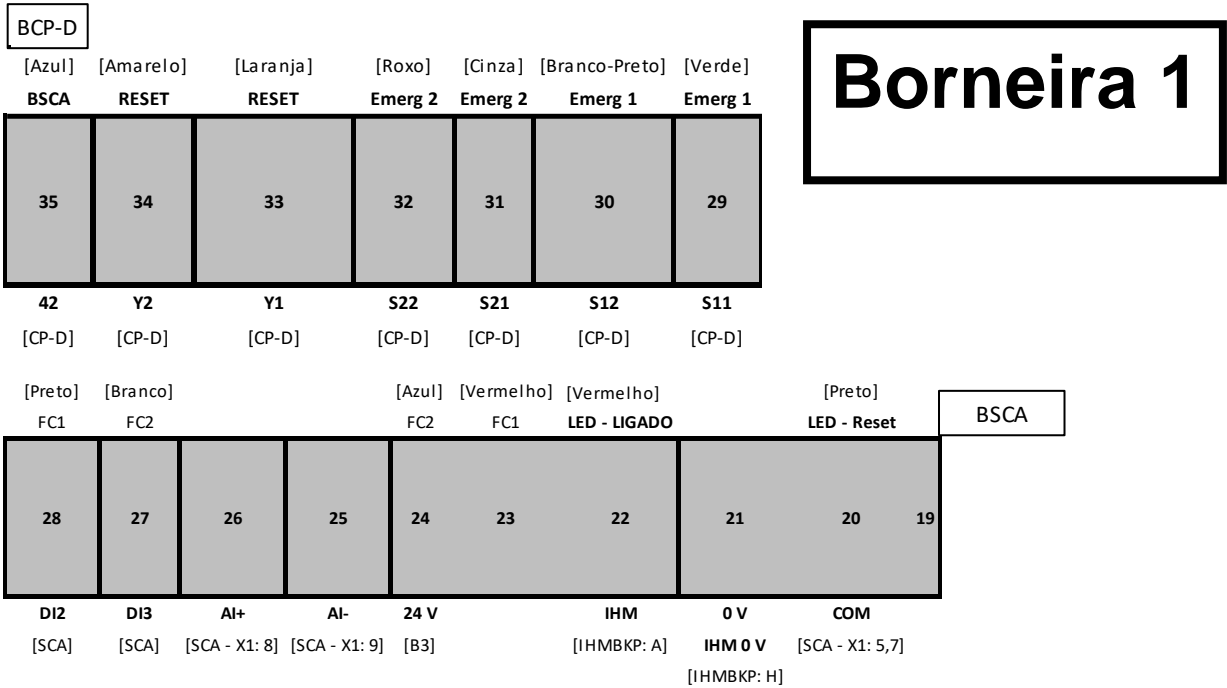 BCP-D
Borneira 1
[Azul] [Amarelo] [Laranja] [Roxo] [Cinza] [Branco-Preto] [Verde]
BSCA RESET RESET Emerg 2 Emerg 2 Emerg 1 Emerg 1
35 34 33 32 31 30 29
42 Y2 Y1 S22 S21 S12 S11
[CP-D] [CP-D] [CP-D] [CP-D] [CP-D] [CP-D] [CP-D]
[Preto] [Branco] [Azul] [Vermelho] [Vermelho] [Preto]
FC1 FC2 FC2 FC1 LED - LIGADO LED - Reset
BSCA
28 27 26 25 24 23 22 21 20 19
DI2 DI3 AI+ AI- 24 V IHM 0 V COM
[SCA] [SCA] [SCA - X1: 8] [SCA - X1: 9] [B3] [IHMBKP: A] IHM 0 V [SCA - X1: 5,7]
[IHMBKP: H]